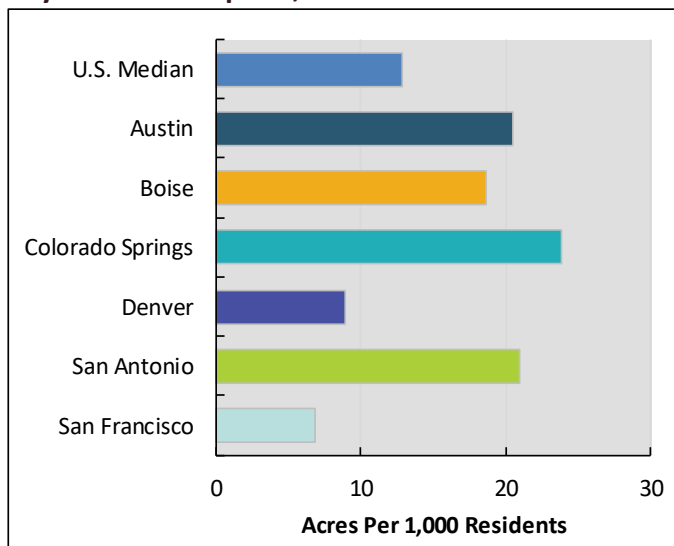 U.S. Median
Austin
Boise
Colorado Springs
Denver
San Antonio
San Francisco
0 10 20 30
Acres Per 1,000 Residents